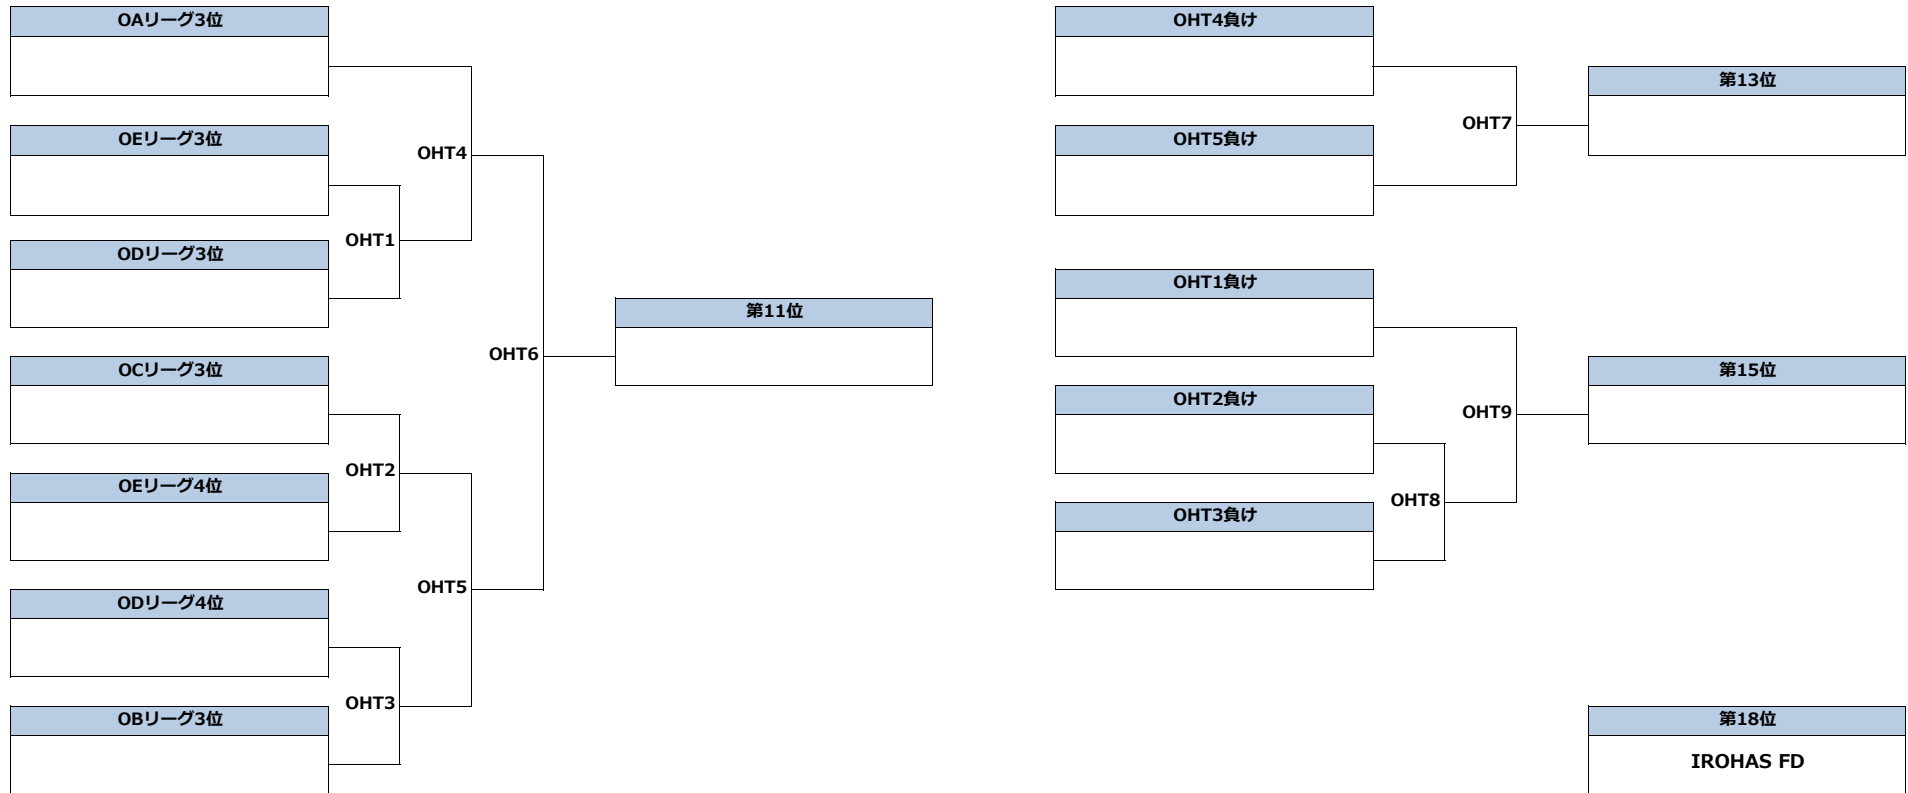 OAリーグ3位
OEリーグ3位
OHT4
OHT1
ODリーグ3位
OHT6
第11位
OCリーグ3位
OHT2
OEリーグ4位
OHT5
ODリーグ4位
OHT3
OBリーグ3位
OHT4負け
OHT7
第13位
OHT5負け
OHT1負け
OHT2負け
OHT9
第15位
OHT8
OHT3負け
第18位
IROHAS FD